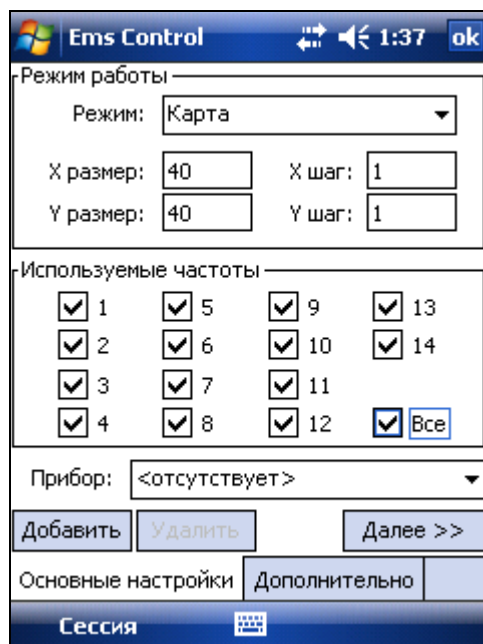 Ems Control 1:37 ok
Режим работы
Режим: Карта
X размер: 40 X шаг: 1
Y размер: 40 Y шаг: 1
Используемые частоты
1 5 9 13
2 6 10 14
3 7 11
4 8 12 Все
Прибор: <отсутствует>
Добавить Удалить Далее >>
Основные настройки Дополнительно
Сессия